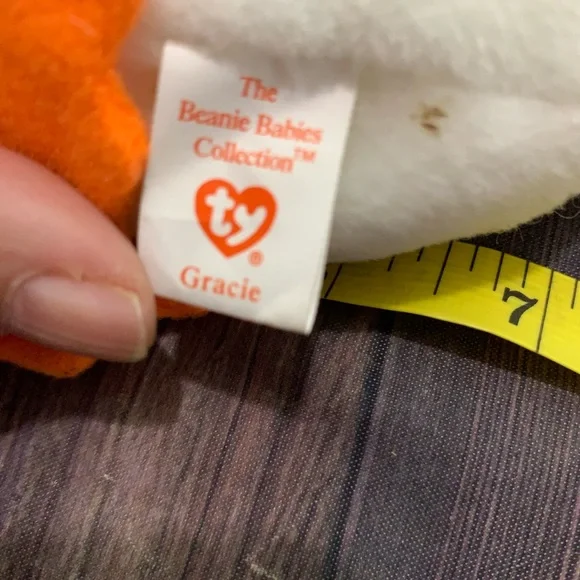 The
Beanie Babies
Collection™
ty®
Gracie
7